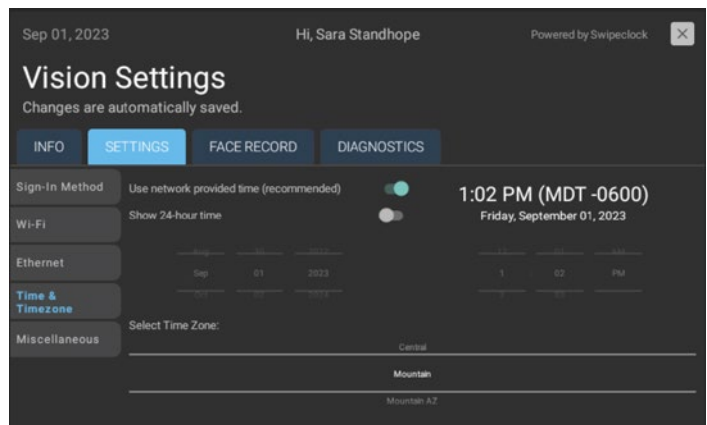 Sep 01, 2023
Hi, Sara Standhope
Powered by Swipeclock
Vision Settings
Changes are automatically saved.
INFO
SETTINGS
FACE RECORD
DIAGNOSTICS
Sign-In Method
Wi-Fi
Ethernet
Time &
Timezone
Miscellaneous
Use network provided time (recommended)
Show 24-hour time
1:02 PM (MDT -0600)
Friday, September 01, 2023
Sep 01 2023
1 02 PM
Select Time Zone:
Central
Mountain
Mountain AZ